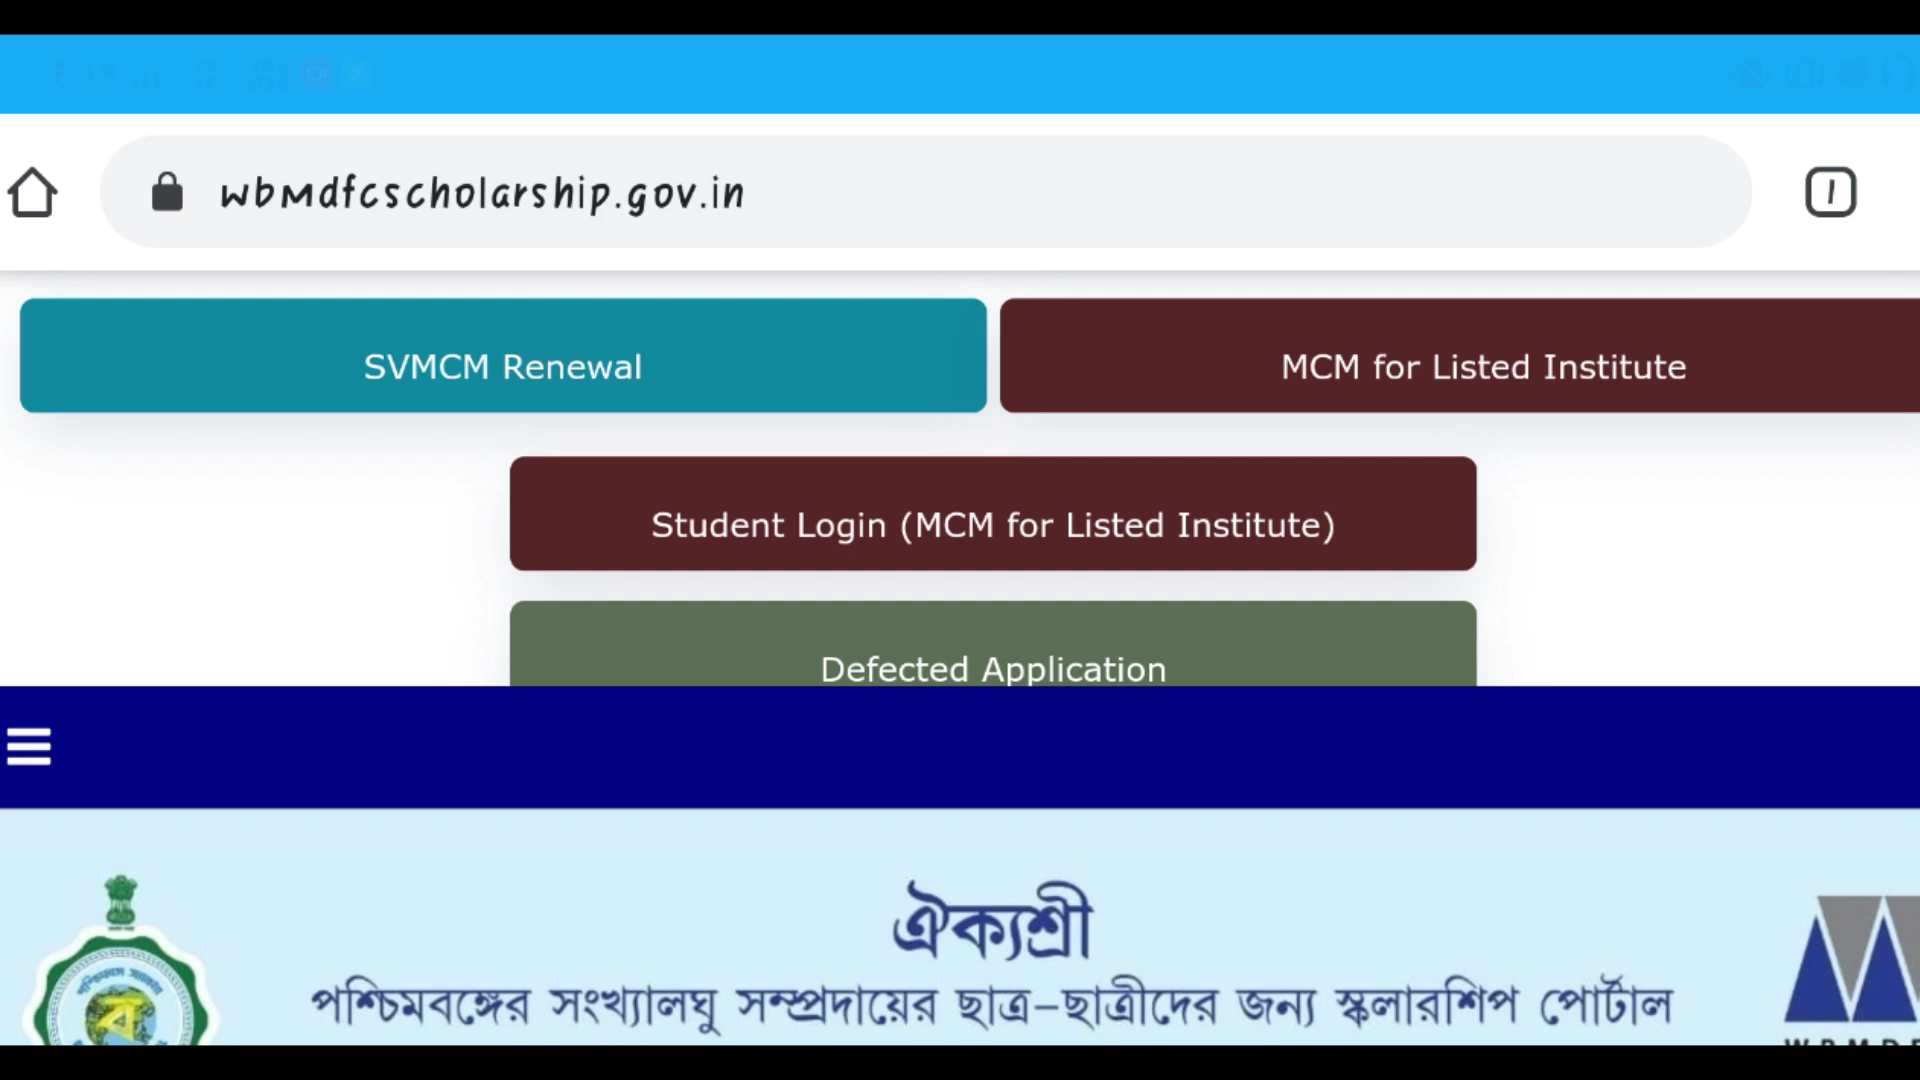 wbmdfcscholarship.gov.in
1
SVMCM Renewal
MCM for Listed Institute
Student Login (MCM for Listed Institute)
Defected Application
ঐক্যশ্রী
পশ্চিমবঙ্গের সংখ্যালঘু সম্প্রদায়ের ছাত্র-ছাত্রীদের জন্য স্কলারশিপ পোর্টাল